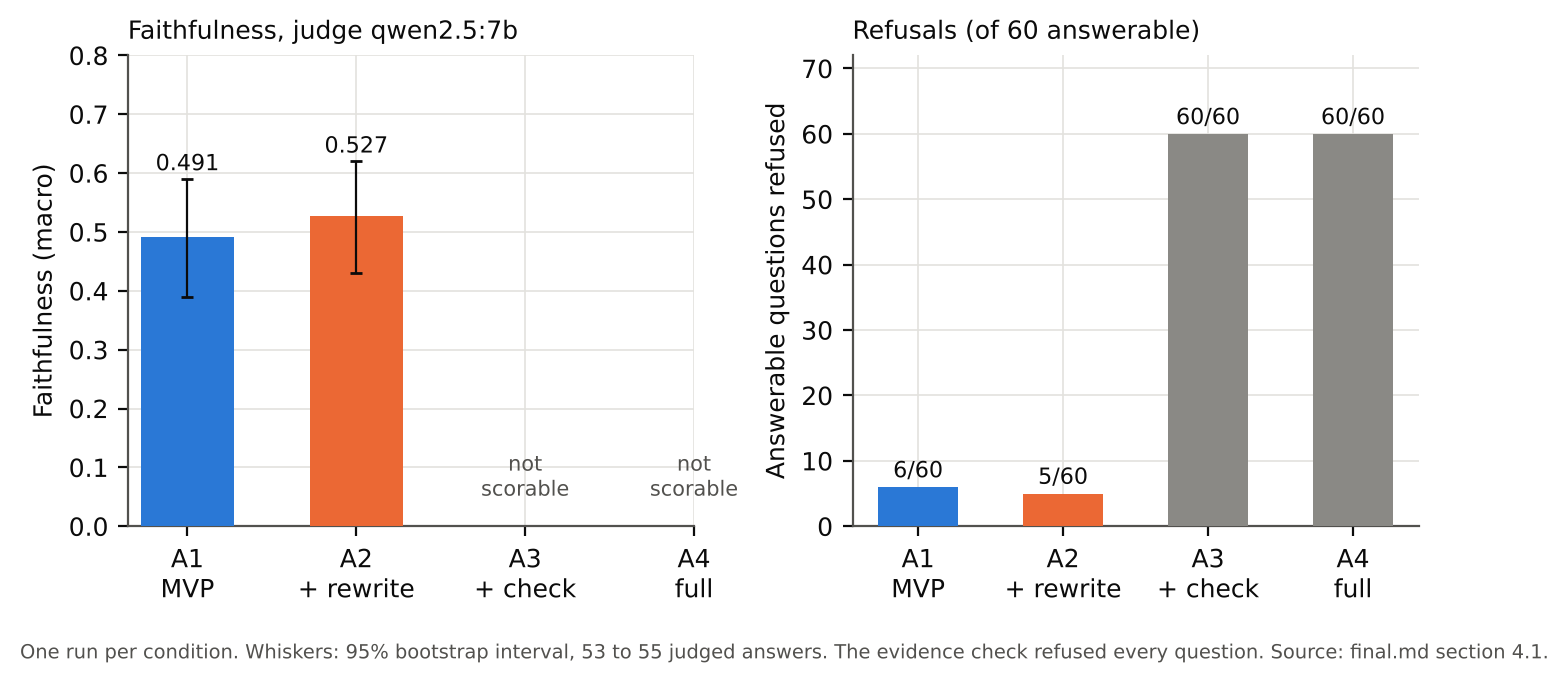 Faithfulness, judge qwen2.5:7b
Faithfulness (macro)
0.8
0.7
0.6
0.5
0.4
0.3
0.2
0.1
0.0
0.491
0.527
not
scorable
not
scorable
A1
MVP
A2
+ rewrite
A3
+ check
A4
full
Refusals (of 60 answerable)
Answerable questions refused
70
60
50
40
30
20
10
0
6/60
5/60
60/60
60/60
A1
MVP
A2
+ rewrite
A3
+ check
A4
full
One run per condition. Whiskers: 95% bootstrap interval, 53 to 55 judged answers. The evidence check refused every question. Source: final.md section 4.1.